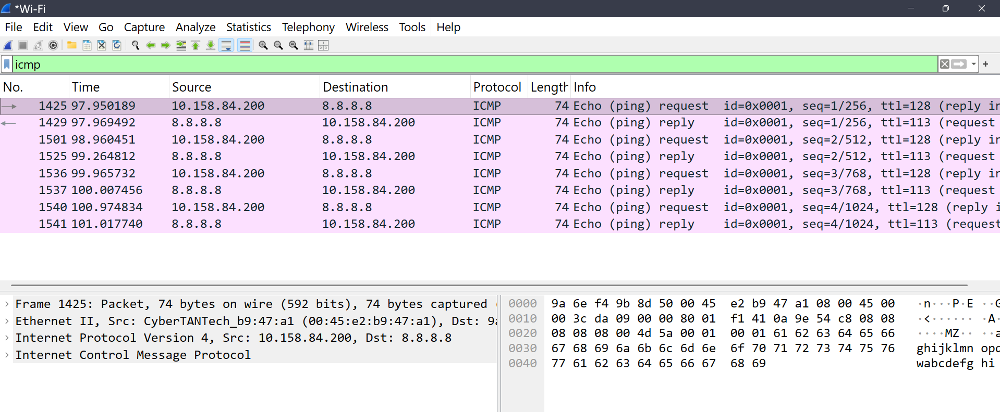 *Wi-Fi
File Edit View Go Capture Analyze Statistics Telephony Wireless Tools Help
icmp
No. Time Source Destination Protocol Length Info
1425 97.950189 10.158.84.200 8.8.8.8 ICMP 74 Echo (ping) request id=0x0001, seq=1/256, ttl=128 (reply in
1429 97.969492 8.8.8.8 10.158.84.200 ICMP 74 Echo (ping) reply id=0x0001, seq=1/256, ttl=113 (request
1501 98.960451 10.158.84.200 8.8.8.8 ICMP 74 Echo (ping) request id=0x0001, seq=2/512, ttl=128 (reply in
1525 99.264812 8.8.8.8 10.158.84.200 ICMP 74 Echo (ping) reply id=0x0001, seq=2/512, ttl=113 (request
1536 99.965732 10.158.84.200 8.8.8.8 ICMP 74 Echo (ping) request id=0x0001, seq=3/768, ttl=128 (reply in
1537 100.007456 8.8.8.8 10.158.84.200 ICMP 74 Echo (ping) reply id=0x0001, seq=3/768, ttl=113 (request
1540 100.974834 10.158.84.200 8.8.8.8 ICMP 74 Echo (ping) request id=0x0001, seq=4/1024, ttl=128 (reply i
1541 101.017740 8.8.8.8 10.158.84.200 ICMP 74 Echo (ping) reply id=0x0001, seq=4/1024, ttl=113 (request
Frame 1425: Packet, 74 bytes on wire (592 bits), 74 bytes captured
Ethernet II, Src: CyberTANTech_b9:47:a1 (00:45:e2:b9:47:a1), Dst: 9a
Internet Protocol Version 4, Src: 10.158.84.200, Dst: 8.8.8.8
Internet Control Message Protocol
0000 9a 6e f4 9b 8d 50 00 45 e2 b9 47 a1 08 00 45 00 ·n···P·E ··G
0010 00 3c da 09 00 00 80 01 f1 41 0a 9e 54 c8 08 08 ·<······ ·A·
0020 08 08 08 00 4d 5a 00 01 00 01 61 62 63 64 65 66 ····MZ·· ··a
0030 67 68 69 6a 6b 6c 6d 6e 6f 70 71 72 73 74 75 76 ghijklmn opq
0040 77 61 62 63 64 65 66 67 68 69 wabcdefg hi